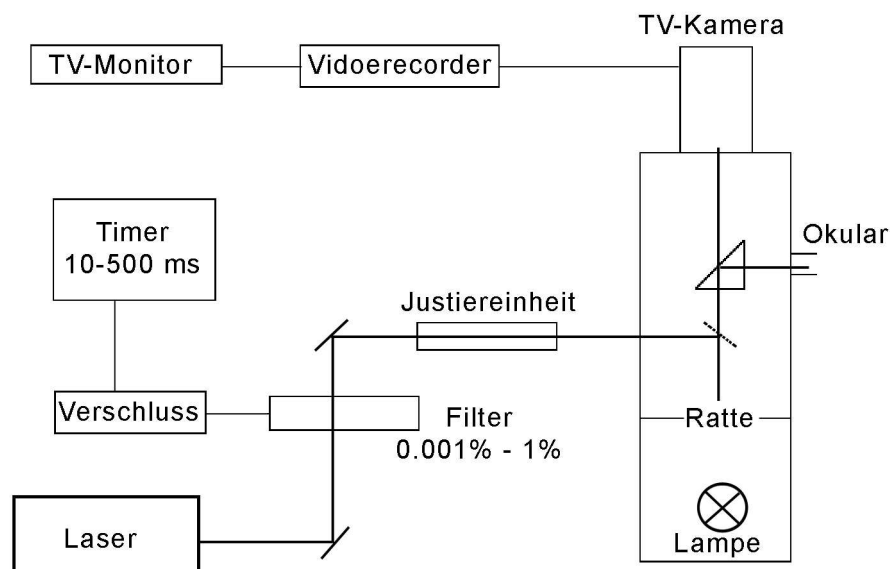 TV-Kamera
TV-Monitor
Vidoerecorder
Timer
10-500 ms
Okular
Justiereinheit
Verschluss
Filter
0.001% - 1%
Ratte
Laser
Lampe